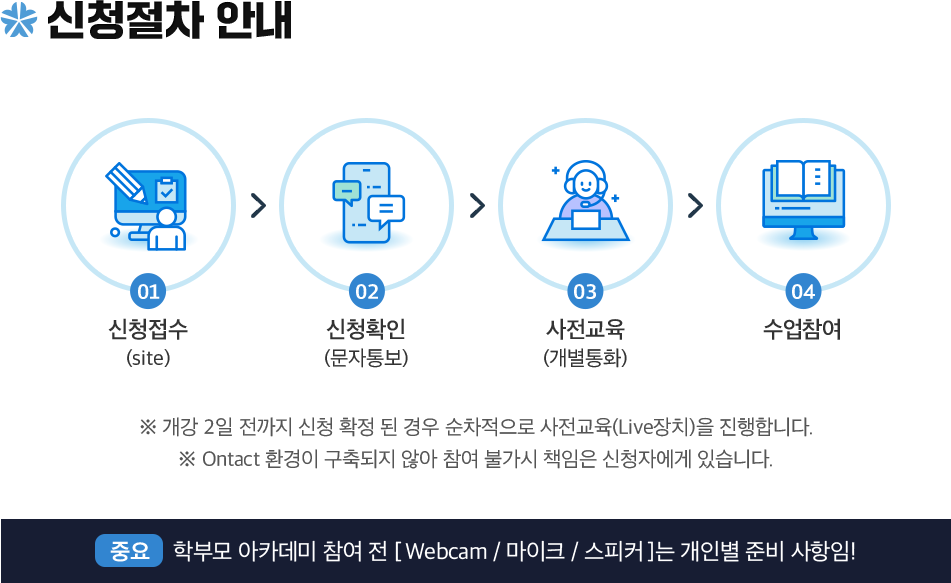 신청절차 안내
01
신청접수
(site)
02
신청확인
(문자통보)
03
사전교육
(개별통화)
04
수업참여
※ 개강 2일 전까지 신청 확정 된 경우 순차적으로 사전교육(Live장치)을 진행합니다.
※ Ontact 환경이 구축되지 않아 참여 불가시 책임은 신청자에게 있습니다.
중요 학부모 아카데미 참여 전 [ Webcam / 마이크 / 스피커 ]는 개인별 준비 사항임!